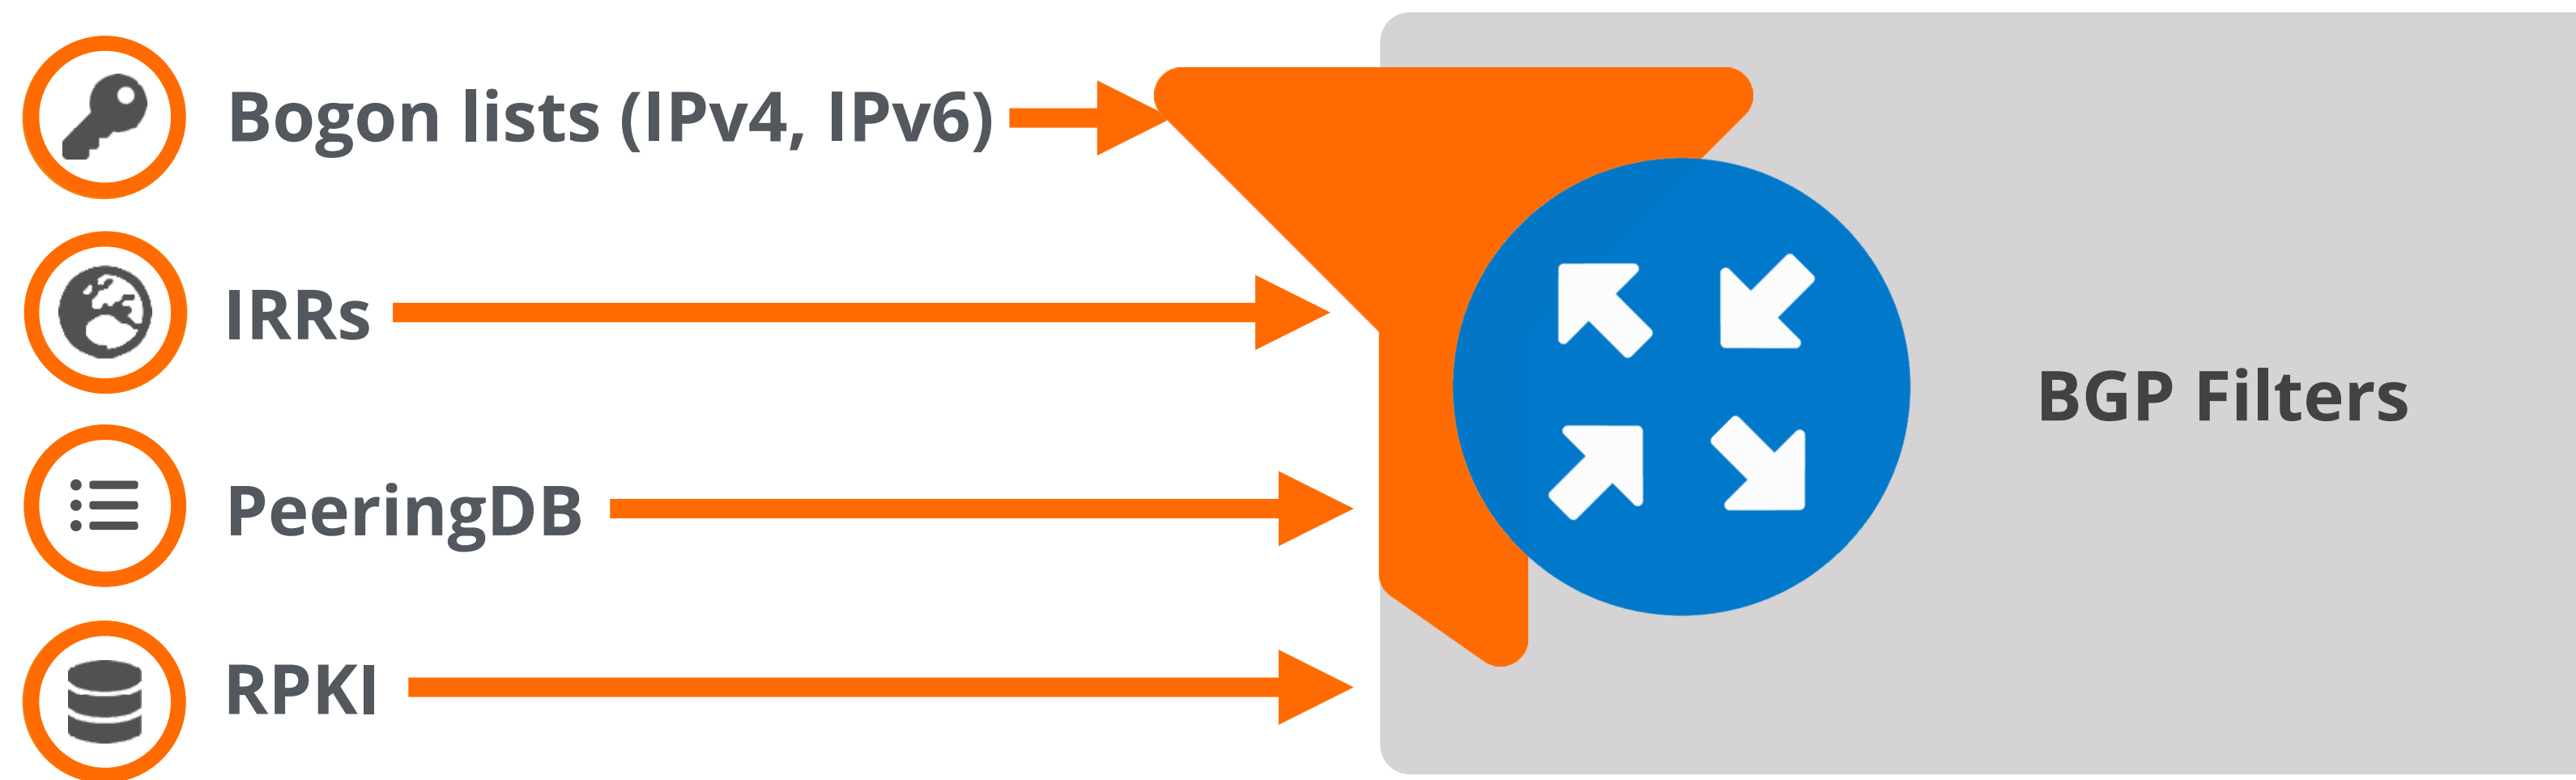 Bogon lists (IPv4, IPv6)
IRRs
PeeringDB
RPKI
BGP Filters